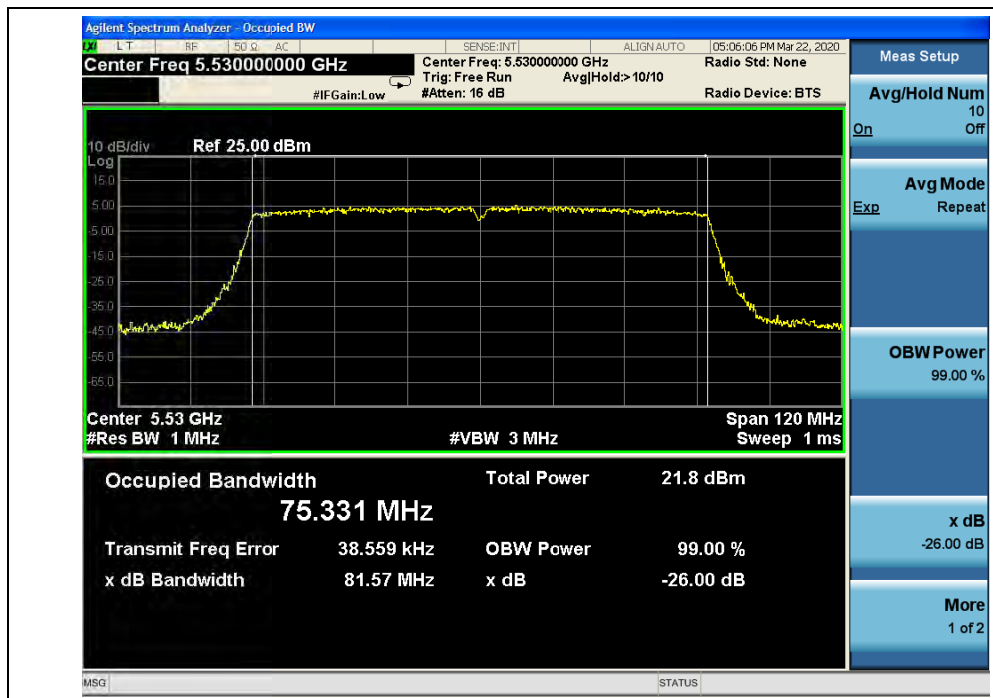 Agilent Spectrum Analyzer - Occupied BW
LXI LT RF 50 Ω AC SENSE:INT ALIGN AUTO 05:06:06 PM Mar 22, 2020
Center Freq 5.530000000 GHz
Center Freq: 5.530000000 GHz
Radio Std: None
Trig: Free Run Avg|Hold:>10/10
#IFGain:Low
#Atten: 16 dB
Radio Device: BTS
10 dB/div Ref 25.00 dBm
Log
15.0
5.00
-5.00
-15.0
-25.0
-35.0
-45.0
-55.0
-65.0
Center 5.53 GHz Span 120 MHz
#Res BW 1 MHz #VBW 3 MHz Sweep 1 ms
Occupied Bandwidth Total Power 21.8 dBm
75.331 MHz
Transmit Freq Error 38.559 kHz OBW Power 99.00 %
x dB Bandwidth 81.57 MHz x dB -26.00 dB
MSG STATUS
Meas Setup
Avg/Hold Num
10
On Off
Avg Mode
Exp Repeat
OBW Power
99.00 %
x dB
-26.00 dB
More
1 of 2